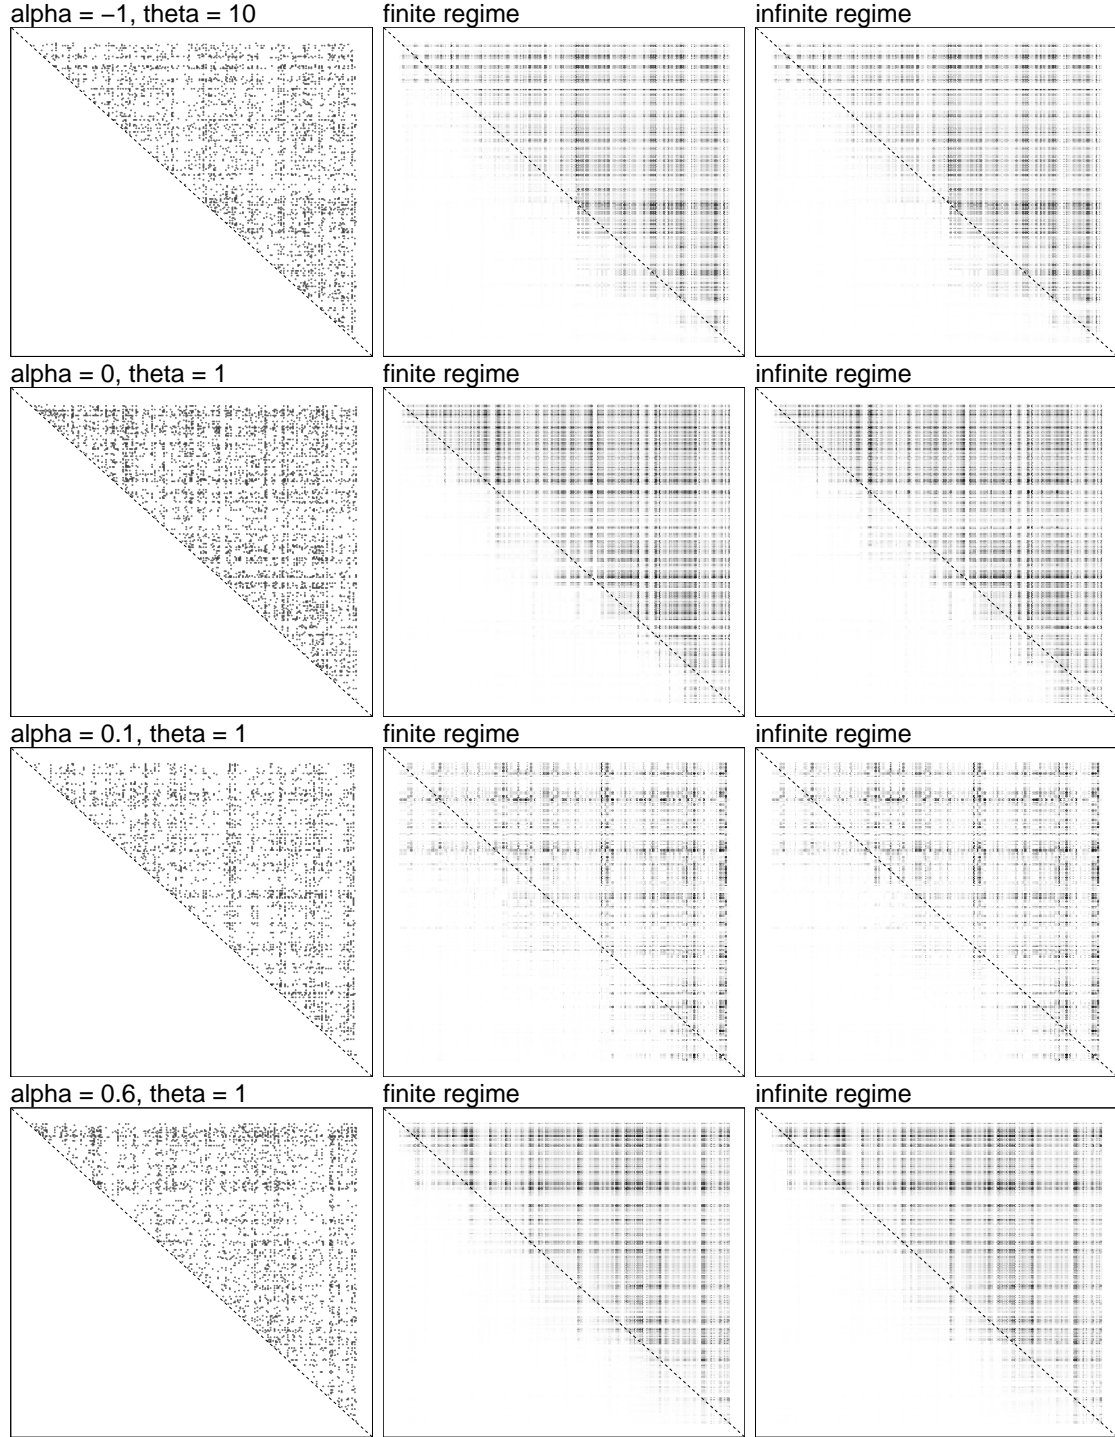 alpha = −1, theta = 10
finite regime
infinite regime
alpha = 0, theta = 1
finite regime
infinite regime
alpha = 0.1, theta = 1
finite regime
infinite regime
alpha = 0.6, theta = 1
finite regime
infinite regime